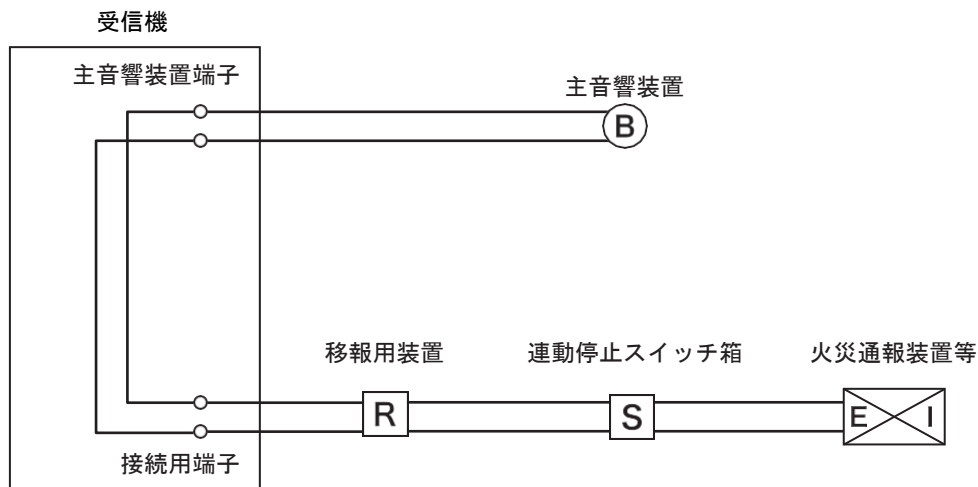 受信機
主音響装置端子
主音響装置
B
移報用装置
連動停止スイッチ箱
火災通報装置等
R
S
E I
接続用端子